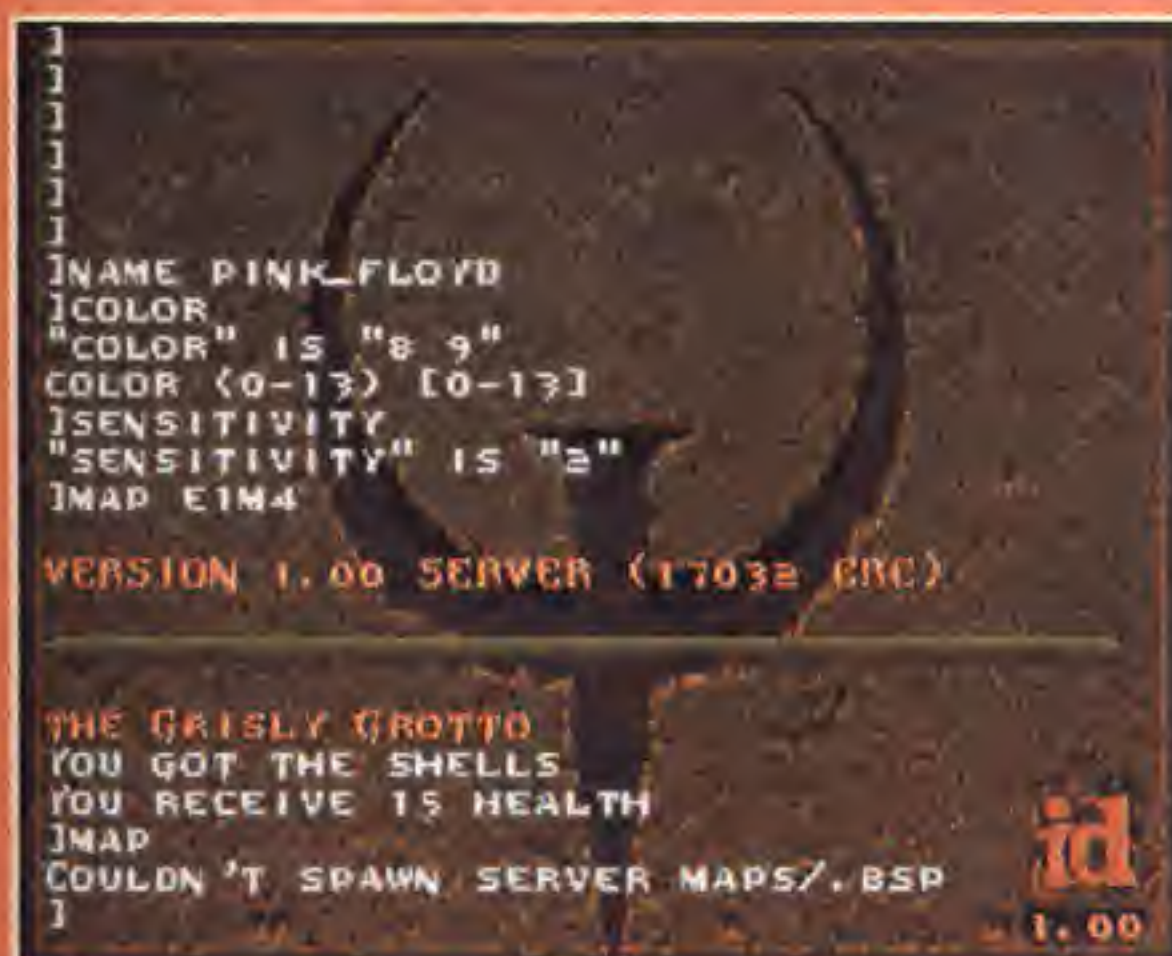 ]
]
]
]
]
]
]NAME PINK_FLOYD
]COLOR
"COLOR" IS "8 9"
COLOR <0-13> [0-13]
]SENSITIVITY
"SENSITIVITY" IS "2"
]MAP E1M4
VERSION 1.00 SERVER (17032 CRC)
THE GRISLY GROTTO
YOU GOT THE SHELLS
YOU RECEIVE 15 HEALTH
]MAP
COULDN'T SPAWN SERVER MAPS/.BSP
]
id
1.00